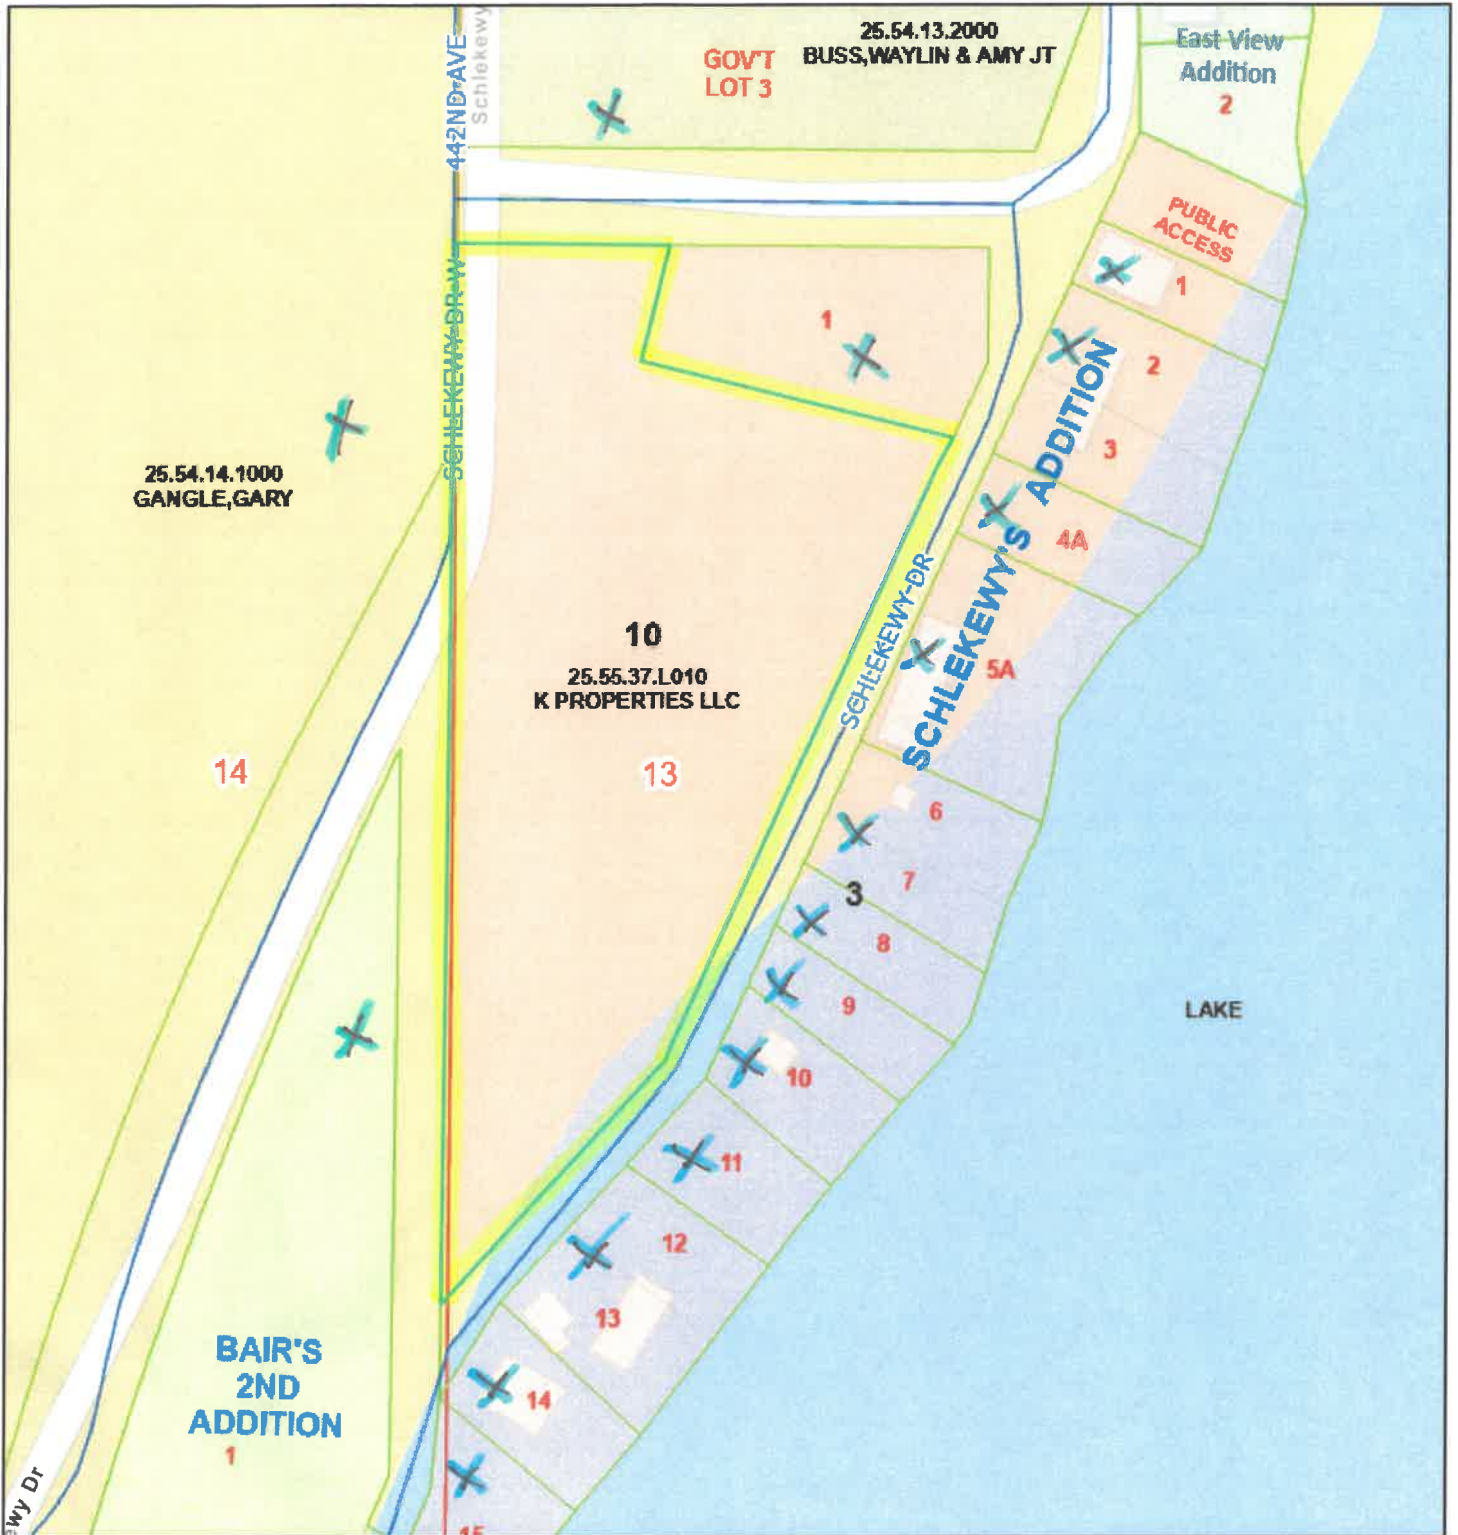 442ND-AVE
Schlekewy
GOV'T
LOT 3
25.54.13.2000
BUSS,WAYLIN & AMY JT
East View
Addition
2
PUBLIC
ACCESS
1
1
2
3
4A
5A
6
7
3
8
9
10
11
12
13
14
SCHLEKEWY'S ADDITION
SCHLEKEWY-DR-W
SCHLEKEWY-DR
25.54.14.1000
GANGLE,GARY
10
25.55.37.L010
K PROPERTIES LLC
14
13
LAKE
BAIR'S
2ND
ADDITION
1
wy Dr
15